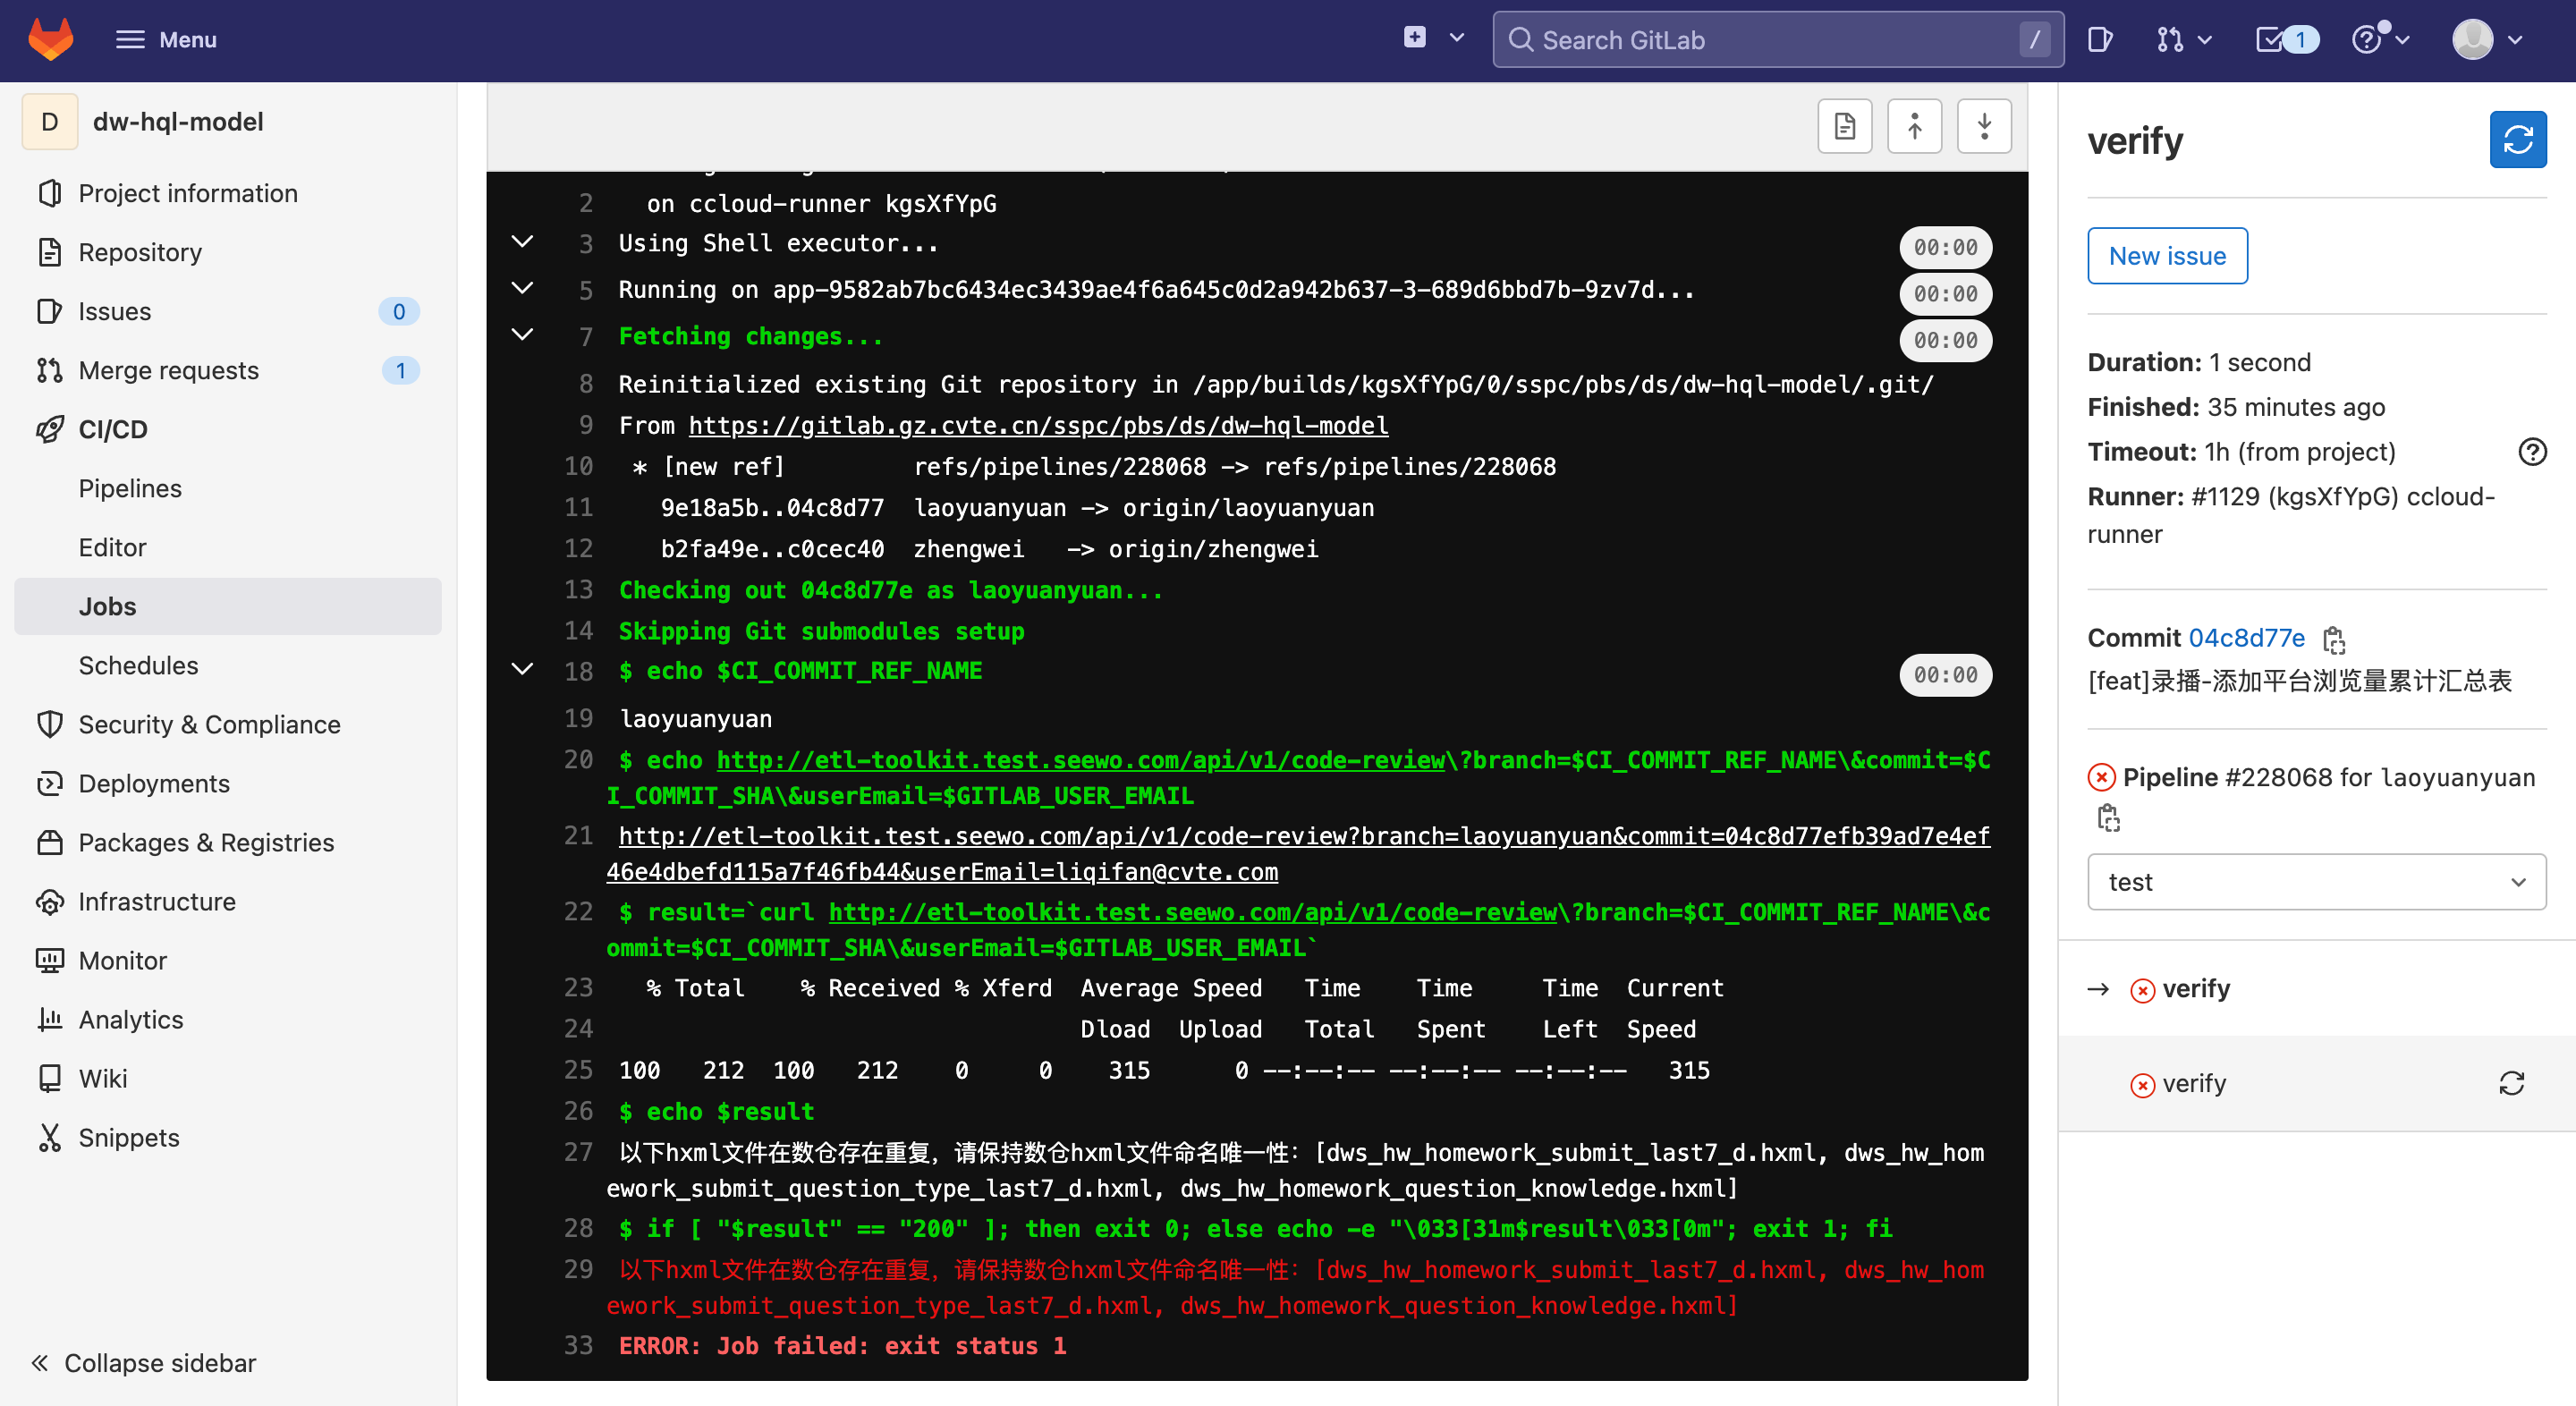 Menu
Search GitLab
/
1
D
dw-hql-model
Project information
Repository
Issues
0
Merge requests
1
CI/CD
Pipelines
Editor
Jobs
Schedules
Security & Compliance
Deployments
Packages & Registries
Infrastructure
Monitor
Analytics
Wiki
Snippets
Collapse sidebar
2 on ccloud-runner kgsXfYpG
3 Using Shell executor... 00:00
5 Running on app-9582ab7bc6434ec3439ae4f6a645c0d2a942b637-3-689d6bbd7b-9zv7d... 00:00
7 Fetching changes... 00:00
8 Reinitialized existing Git repository in /app/builds/kgsXfYpG/0/sspc/pbs/ds/dw-hql-model/.git/
9 From https://gitlab.gz.cvte.cn/sspc/pbs/ds/dw-hql-model
10 * [new ref] refs/pipelines/228068 -> refs/pipelines/228068
11 9e18a5b..04c8d77 laoyuanyuan -> origin/laoyuanyuan
12 b2fa49e..c0cec40 zhengwei -> origin/zhengwei
13 Checking out 04c8d77e as laoyuanyuan...
14 Skipping Git submodules setup
18 $ echo $CI_COMMIT_REF_NAME 00:00
19 laoyuanyuan
20 $ echo http://etl-toolkit.test.seewo.com/api/v1/code-review\?branch=$CI_COMMIT_REF_NAME\&commit=$C
I_COMMIT_SHA\&userEmail=$GITLAB_USER_EMAIL
21 http://etl-toolkit.test.seewo.com/api/v1/code-review?branch=laoyuanyuan&commit=04c8d77efb39ad7e4ef
46e4dbefd115a7f46fb44&userEmail=liqifan@cvte.com
22 $ result=`curl http://etl-toolkit.test.seewo.com/api/v1/code-review\?branch=$CI_COMMIT_REF_NAME\&c
ommit=$CI_COMMIT_SHA\&userEmail=$GITLAB_USER_EMAIL`
23 % Total % Received % Xferd Average Speed Time Time Time Current
24 Dload Upload Total Spent Left Speed
25 100 212 100 212 0 0 315 0 --:--:-- --:--:-- --:--:-- 315
26 $ echo $result
27 以下hxml文件在数仓存在重复，请保持数仓hxml文件命名唯一性：[dws_hw_homework_submit_last7_d.hxml, dws_hw_hom
ework_submit_question_type_last7_d.hxml, dws_hw_homework_question_knowledge.hxml]
28 $ if [ "$result" == "200" ]; then exit 0; else echo -e "\033[31m$result\033[0m"; exit 1; fi
29 以下hxml文件在数仓存在重复，请保持数仓hxml文件命名唯一性：[dws_hw_homework_submit_last7_d.hxml, dws_hw_hom
ework_submit_question_type_last7_d.hxml, dws_hw_homework_question_knowledge.hxml]
33 ERROR: Job failed: exit status 1
verify
New issue
Duration: 1 second
Finished: 35 minutes ago
Timeout: 1h (from project)
Runner: #1129 (kgsXfYpG) ccloud-
runner
Commit 04c8d77e
[feat]录播-添加平台浏览量累计汇总表
Pipeline #228068 for laoyuanyuan
test
verify
verify